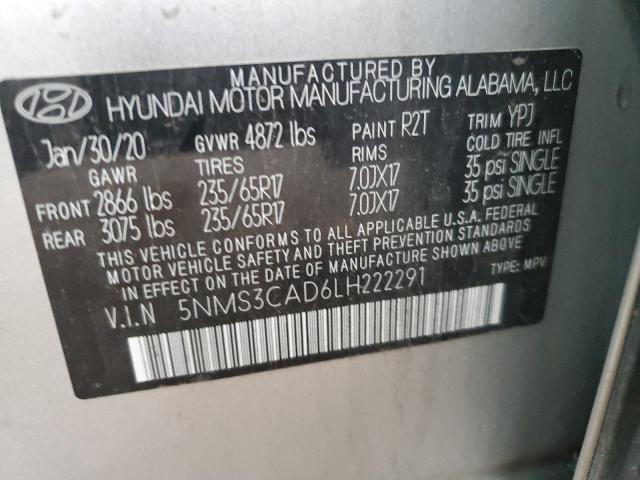 MANUFACTURED BY
HYUNDAI MOTOR MANUFACTURING ALABAMA, LLC
Jan/30/20 GVWR 4872 lbs PAINT R2T TRIM YPJ
GAWR TIRES RIMS COLD TIRE INFL
FRONT 2866 lbs 235/65R17 7.0JX17 35 psi SINGLE
REAR 3075 lbs 235/65R17 7.0JX17 35 psi SINGLE
THIS VEHICLE CONFORMS TO ALL APPLICABLE U.S.A. FEDERAL
MOTOR VEHICLE SAFETY AND THEFT PREVENTION STANDARDS
IN EFFECT ON THE DATE OF MANUFACTURE SHOWN ABOVE
V.I.N 5NMS3CAD6LH222291 TYPE: MPV